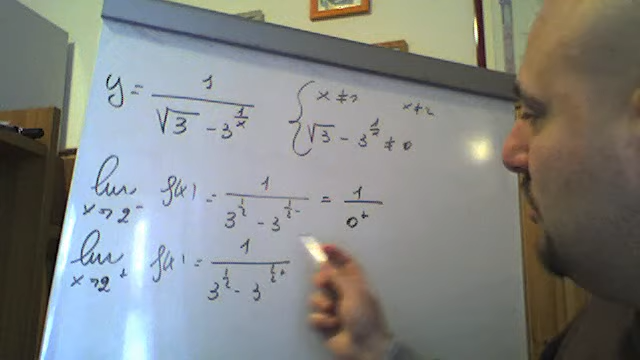 y = 1 / (√3 - 3^(1/x)) { x ≠ x ≠ 2
√3 - 3^(1/x) ≠ 0
lim x→2⁻ f(x) = 1 / (3^(1/2) - 3^(1/2 -)) = 1 / 0⁺
lim x→2⁺ f(x) = 1 / (3^(1/2) - 3^(1/2 +))